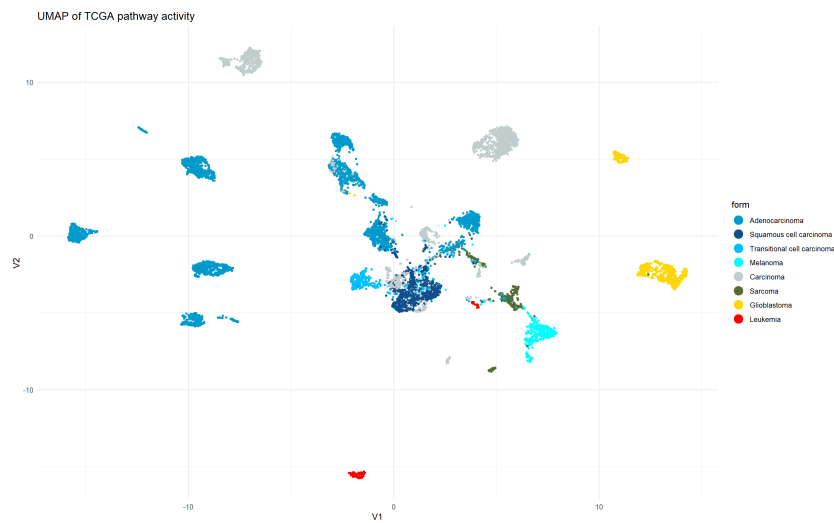 UMAP of TCGA pathway activity
10
0
-10
V2
-10
0
10
V1
form
Adenocarcinoma
Squamous cell carcinoma
Transitional cell carcinoma
Melanoma
Carcinoma
Sarcoma
Glioblastoma
Leukemia